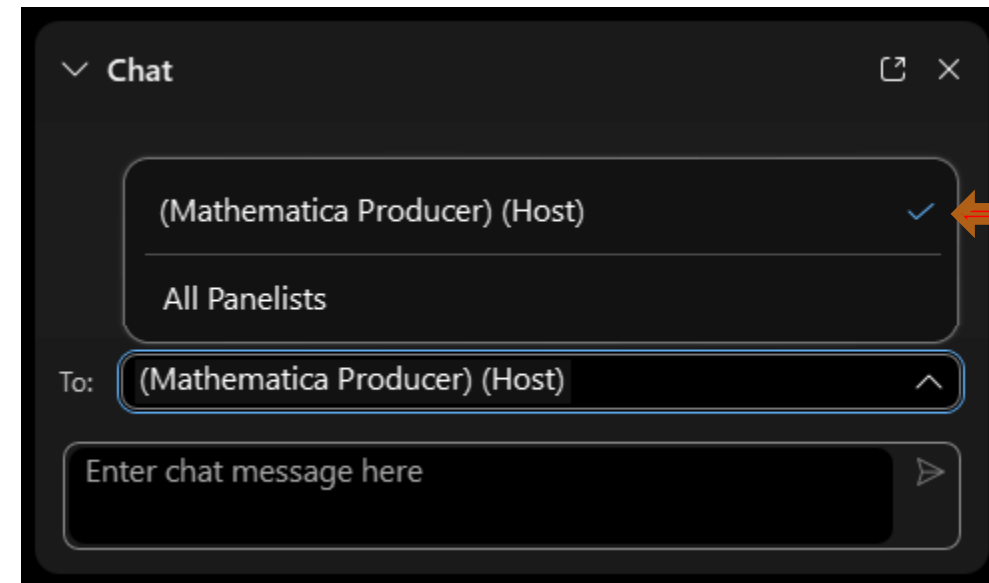 Chat
(Mathematica Producer) (Host)
All Panelists
To: (Mathematica Producer) (Host)
Enter chat message here